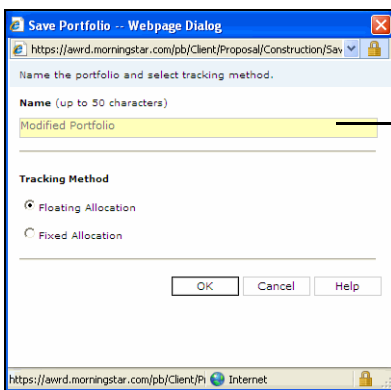 Save Portfolio -- Webpage Dialog
https://awrd.morningstar.com/pb/Client/Proposal/Construction/Sav
Name the portfolio and select tracking method.
Name (up to 50 characters)
Modified Portfolio
Tracking Method
Floating Allocation
Fixed Allocation
OK Cancel Help
https://awrd.morningstar.com/pb/Client/Pr Internet